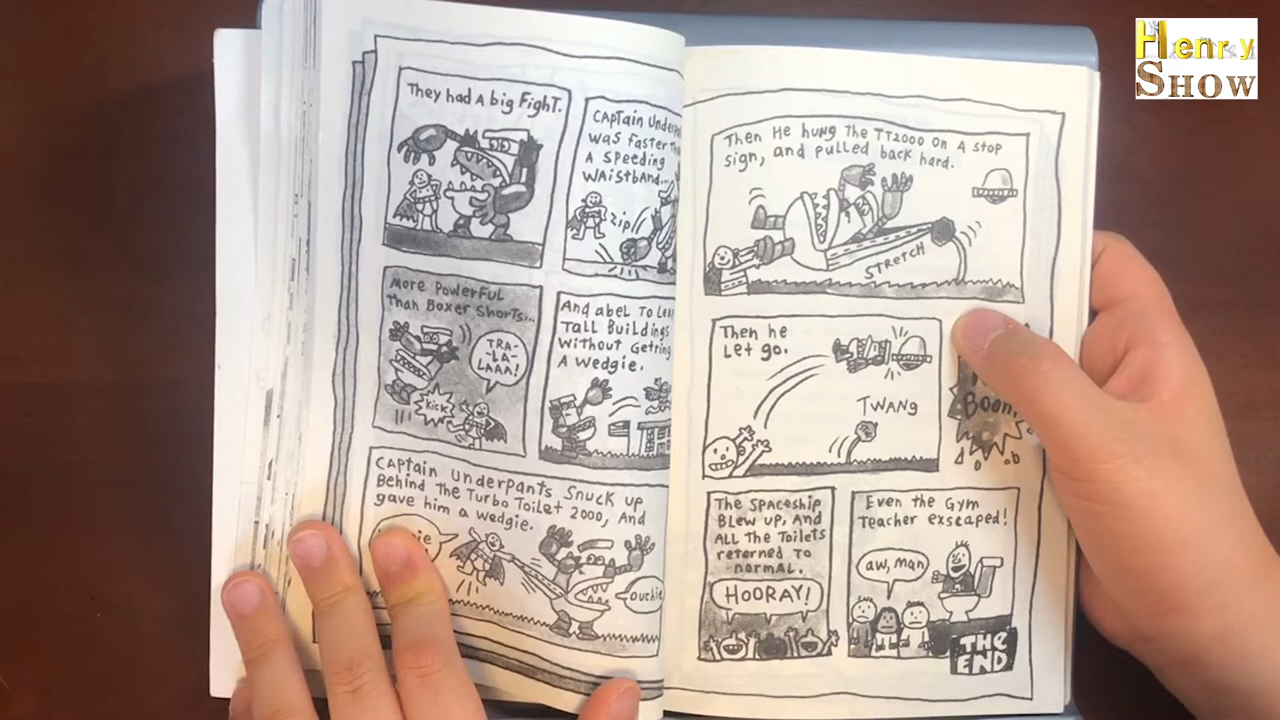 Henry
SHOW
They had A big Fight.
CAPTAIN
WAS FASTER
A SPeeding
WAISTBAND...
zip!
More Powerful
Than Boxer Shorts...
TRA-
-LA-
LAAA!
KICK
And abel To
TALL BuildingS
WITHOUT GeTTing
A Wedgie.
CAPTAIN UNDERPANTS SNUCK UP
Behind The Turbo Toilet 2000, And
gave him a wedgie.
Then He hung The TT2000 ON A STOP
sign, and pulled back hard.
STRETCH
Then he
Let go.
TWANG
Boom
The SPACeship
BLew uP, AND
ALL The ToileTs
reTurned To
normAL.
HOORAY!
Even the Gym
Teacher exscaped!
aw, man
THE
END